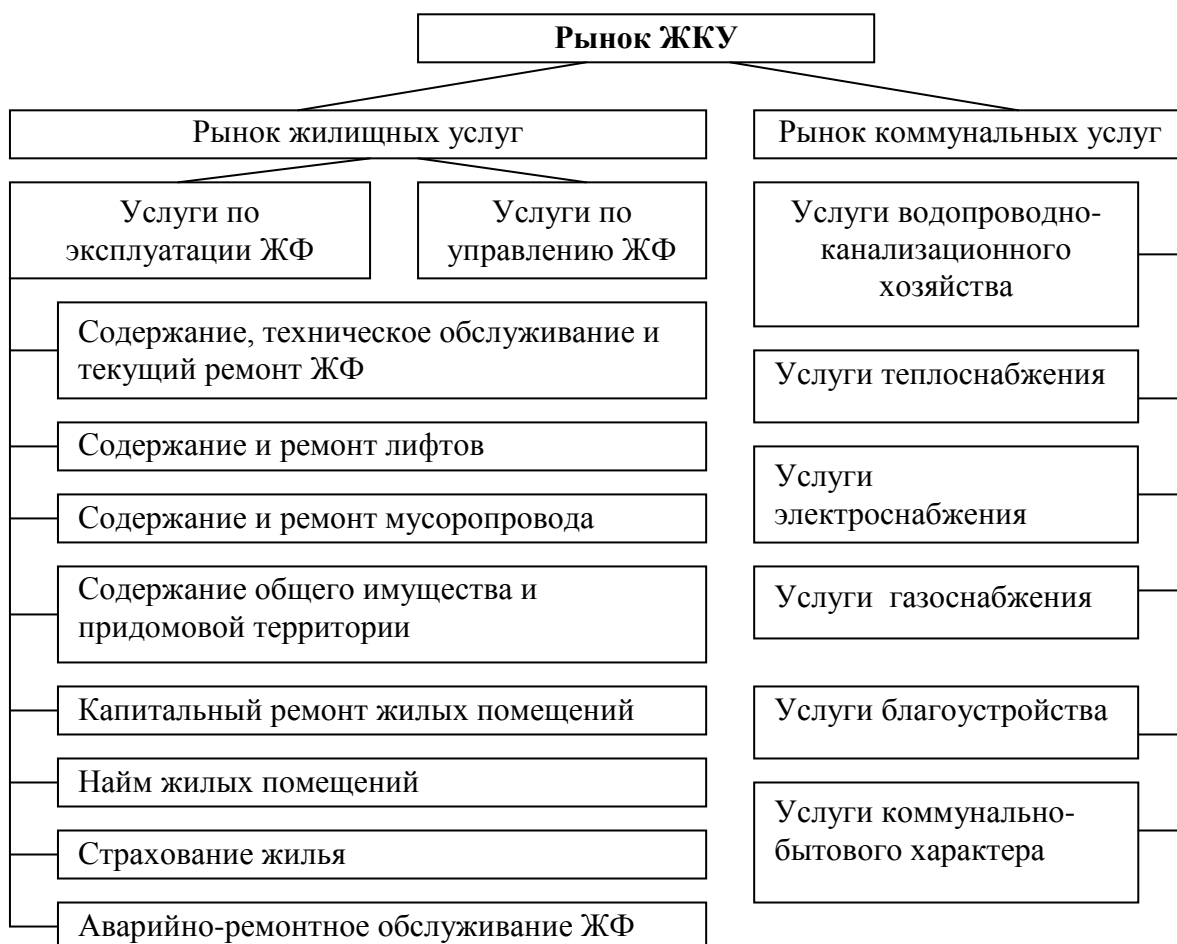 Рынок ЖКУ
Рынок жилищных услуг
Рынок коммунальных услуг
Услуги по
эксплуатации ЖФ
Услуги по
управлению ЖФ
Содержание, техническое обслуживание и
текущий ремонт ЖФ
Содержание и ремонт лифтов
Содержание и ремонт мусоропровода
Содержание общего имущества и
придомовой территории
Капитальный ремонт жилых помещений
Найм жилых помещений
Страхование жилья
Аварийно-ремонтное обслуживание ЖФ
Услуги водопроводно-
канализационного
хозяйства
Услуги теплоснабжения
Услуги
электроснабжения
Услуги газоснабжения
Услуги благоустройства
Услуги коммунально-
бытового характера